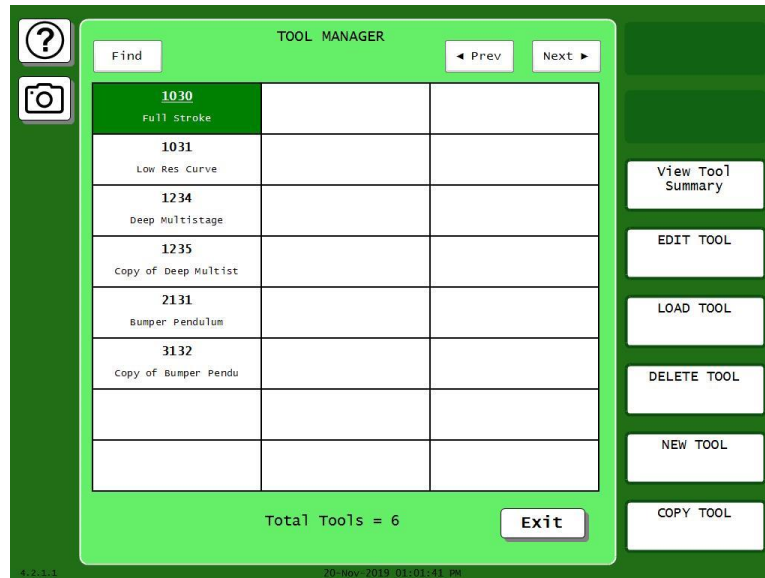 TOOL MANAGER
Find
◄ Prev
Next ►
1030
Full Stroke
1031
Low Res Curve
1234
Deep Multistage
1235
Copy of Deep Multist
2131
Bumper Pendulum
3132
Copy of Bumper Pendu
Total Tools = 6
Exit
View Tool
Summary
EDIT TOOL
LOAD TOOL
DELETE TOOL
NEW TOOL
COPY TOOL
4.2.1.1
20-Nov-2019 01:01:41 PM